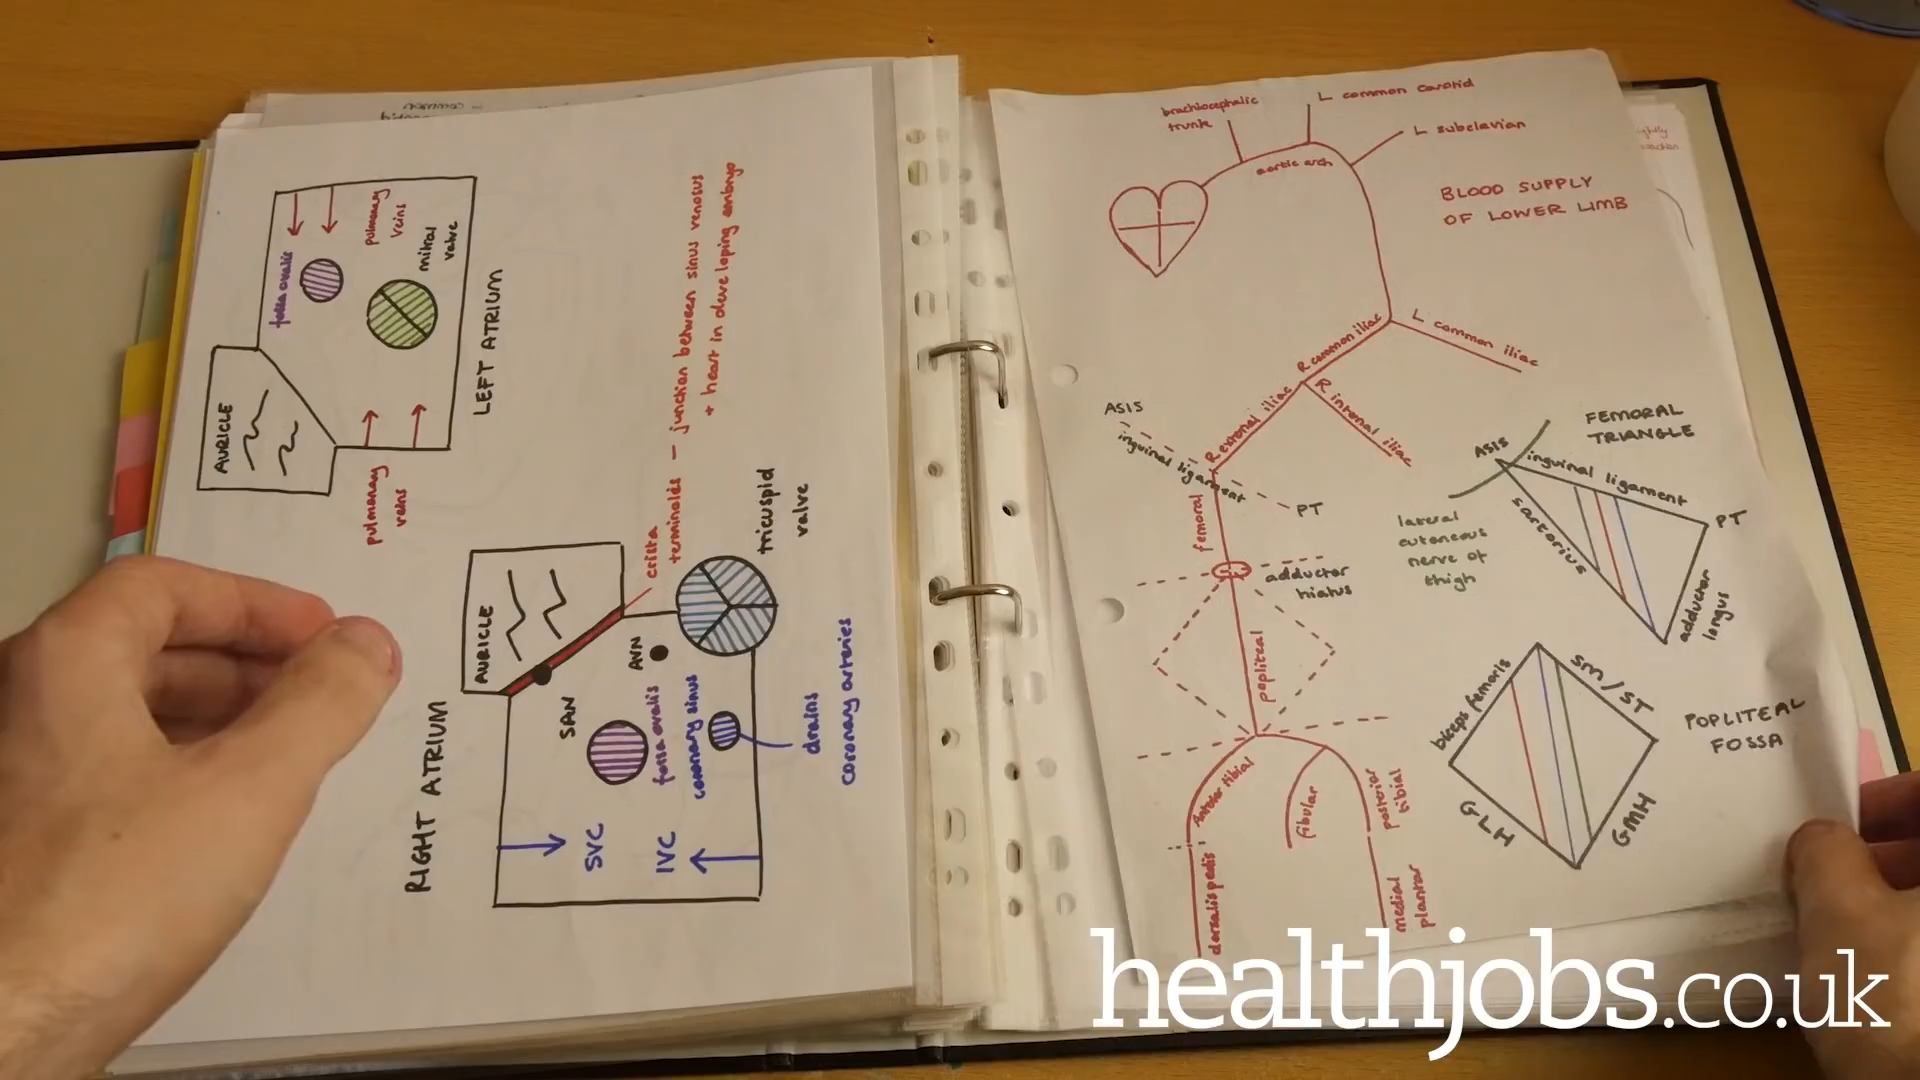 pulmonary
veins
fossa ovalis
mitral
valve
AURICLE
LEFT ATRIUM
pulmonary
veins
crista
terminales - junction between sinus venosus
+ heart in developing embryo
AURICLE
tricuspid
valve
AVN
SAN
RIGHT ATRIUM
fossa ovalis
coronary sinus
drains
coronary arteries
SVC
IVC
brachiocephalic
trunk
L common carotid
L subclavian
aortic arch
BLOOD SUPPLY
OF LOWER LIMB
R common iliac
L common iliac
R external iliac
R internal iliac
ASIS
inguinal ligament
PT
femoral
adductor
hiatus
popliteal
Anterior tibial
fibular
posterior
tibial
dorsalis pedis
medial
plantar
FEMORAL
TRIANGLE
ASIS
inguinal ligament
sartorius
PT
adductor
longus
lateral
cutaneous
nerve of
thigh
biceps femoris
SM/ST
GLH
GMH
POPLITEAL
FOSSA
healthjobs.co.uk